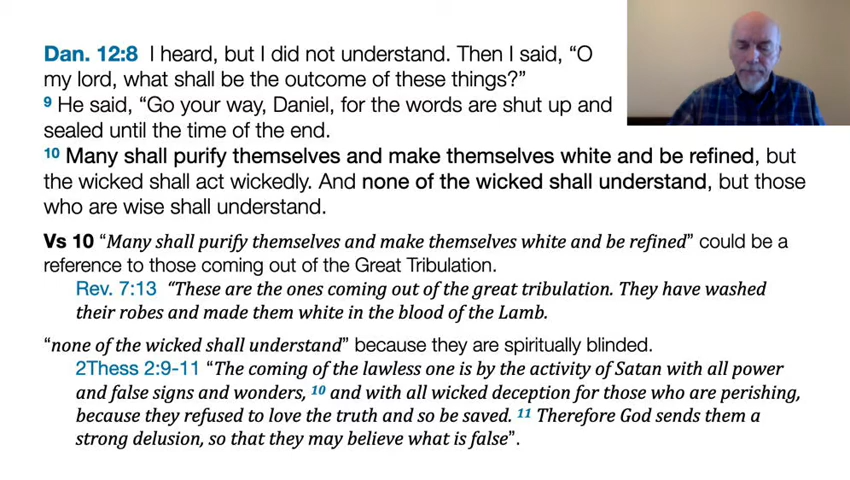 Dan. 12:8 I heard, but I did not understand. Then I said, “O
my lord, what shall be the outcome of these things?”
9 He said, “Go your way, Daniel, for the words are shut up and
sealed until the time of the end.
10 Many shall purify themselves and make themselves white and be refined, but
the wicked shall act wickedly. And none of the wicked shall understand, but those
who are wise shall understand.
Vs 10 “Many shall purify themselves and make themselves white and be refined” could be a
reference to those coming out of the Great Tribulation.
Rev. 7:13 “These are the ones coming out of the great tribulation. They have washed
their robes and made them white in the blood of the Lamb.
“none of the wicked shall understand” because they are spiritually blinded.
2Thess 2:9-11 “The coming of the lawless one is by the activity of Satan with all power
and false signs and wonders, 10 and with all wicked deception for those who are perishing,
because they refused to love the truth and so be saved. 11 Therefore God sends them a
strong delusion, so that they may believe what is false”.